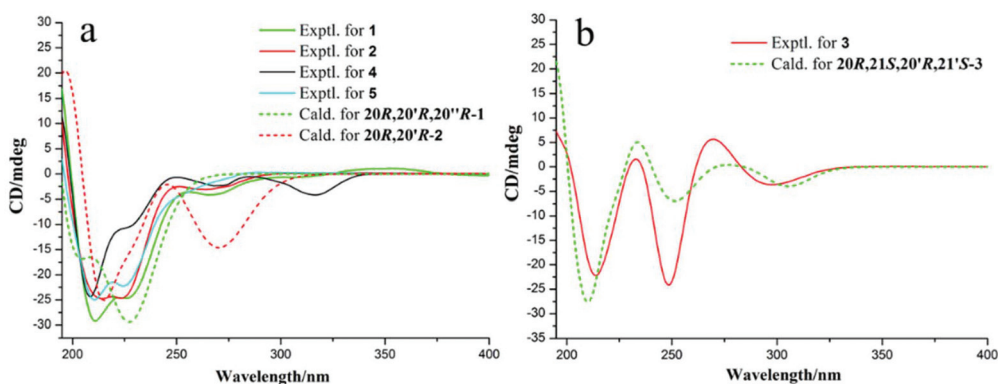 a
Exptl. for 1
Exptl. for 2
Exptl. for 4
Exptl. for 5
Cald. for 20R,20'R,20''R-1
Cald. for 20R,20'R-2
CD/mdeg
30
25
20
15
10
5
0
-5
-10
-15
-20
-25
-30
200 250 300 350 400
Wavelength/nm
b
Exptl. for 3
Cald. for 20R,21S,20'R,21'S-3
CD/mdeg
30
25
20
15
10
5
0
-5
-10
-15
-20
-25
-30
-35
200 250 300 350 400
Wavelength/nm